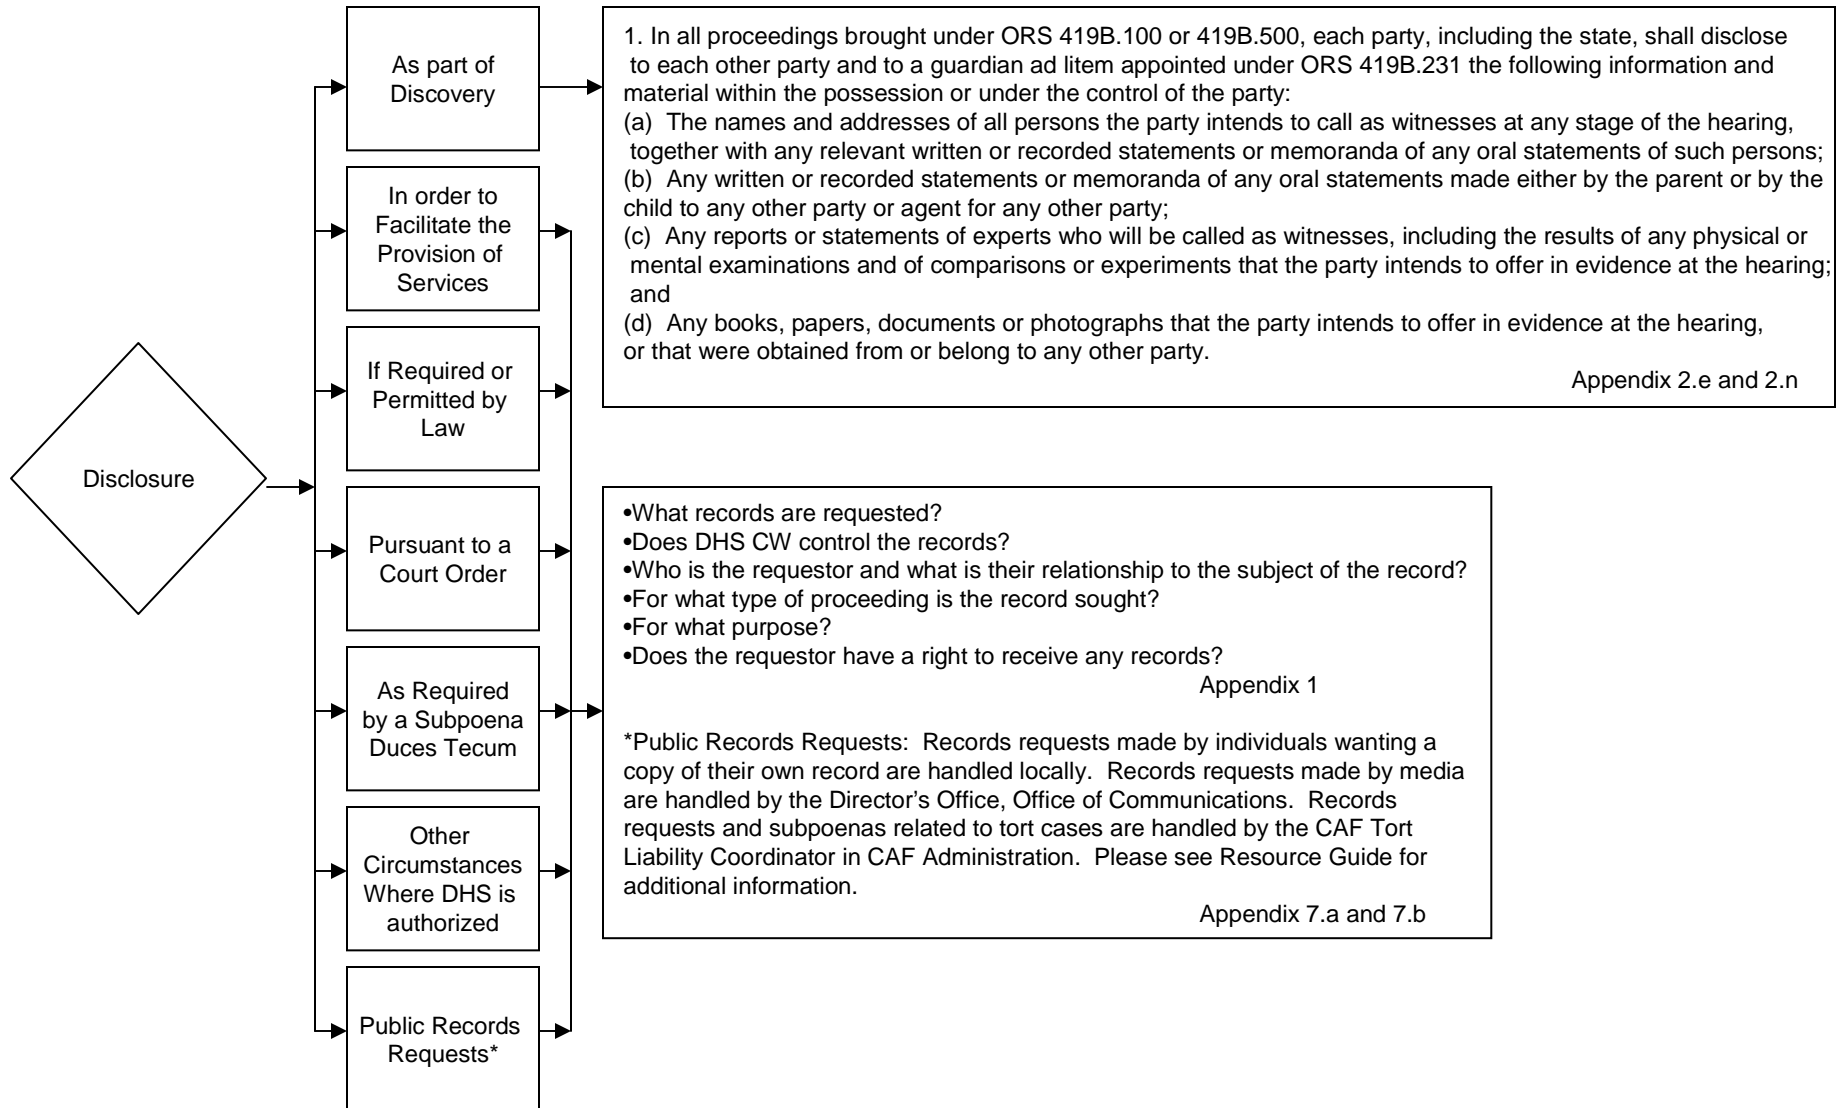 Disclosure
As part of
Discovery
In order to
Facilitate the
Provision of
Services
If Required or
Permitted by
Law
Pursuant to a
Court Order
As Required
by a Subpoena
Duces Tecum
Other
Circumstances
Where DHS is
authorized
Public Records
Requests*
1. In all proceedings brought under ORS 419B.100 or 419B.500, each party, including the state, shall disclose
to each other party and to a guardian ad litem appointed under ORS 419B.231 the following information and
material within the possession or under the control of the party:
(a) The names and addresses of all persons the party intends to call as witnesses at any stage of the hearing,
together with any relevant written or recorded statements or memoranda of any oral statements of such persons;
(b) Any written or recorded statements or memoranda of any oral statements made either by the parent or by the
child to any other party or agent for any other party;
(c) Any reports or statements of experts who will be called as witnesses, including the results of any physical or
mental examinations and of comparisons or experiments that the party intends to offer in evidence at the hearing;
and
(d) Any books, papers, documents or photographs that the party intends to offer in evidence at the hearing,
or that were obtained from or belong to any other party.
Appendix 2.e and 2.n
•What records are requested?
•Does DHS CW control the records?
•Who is the requestor and what is their relationship to the subject of the record?
•For what type of proceeding is the record sought?
•For what purpose?
•Does the requestor have a right to receive any records?
Appendix 1
*Public Records Requests: Records requests made by individuals wanting a
copy of their own record are handled locally. Records requests made by media
are handled by the Director's Office, Office of Communications. Records
requests and subpoenas related to tort cases are handled by the CAF Tort
Liability Coordinator in CAF Administration. Please see Resource Guide for
additional information.
Appendix 7.a and 7.b